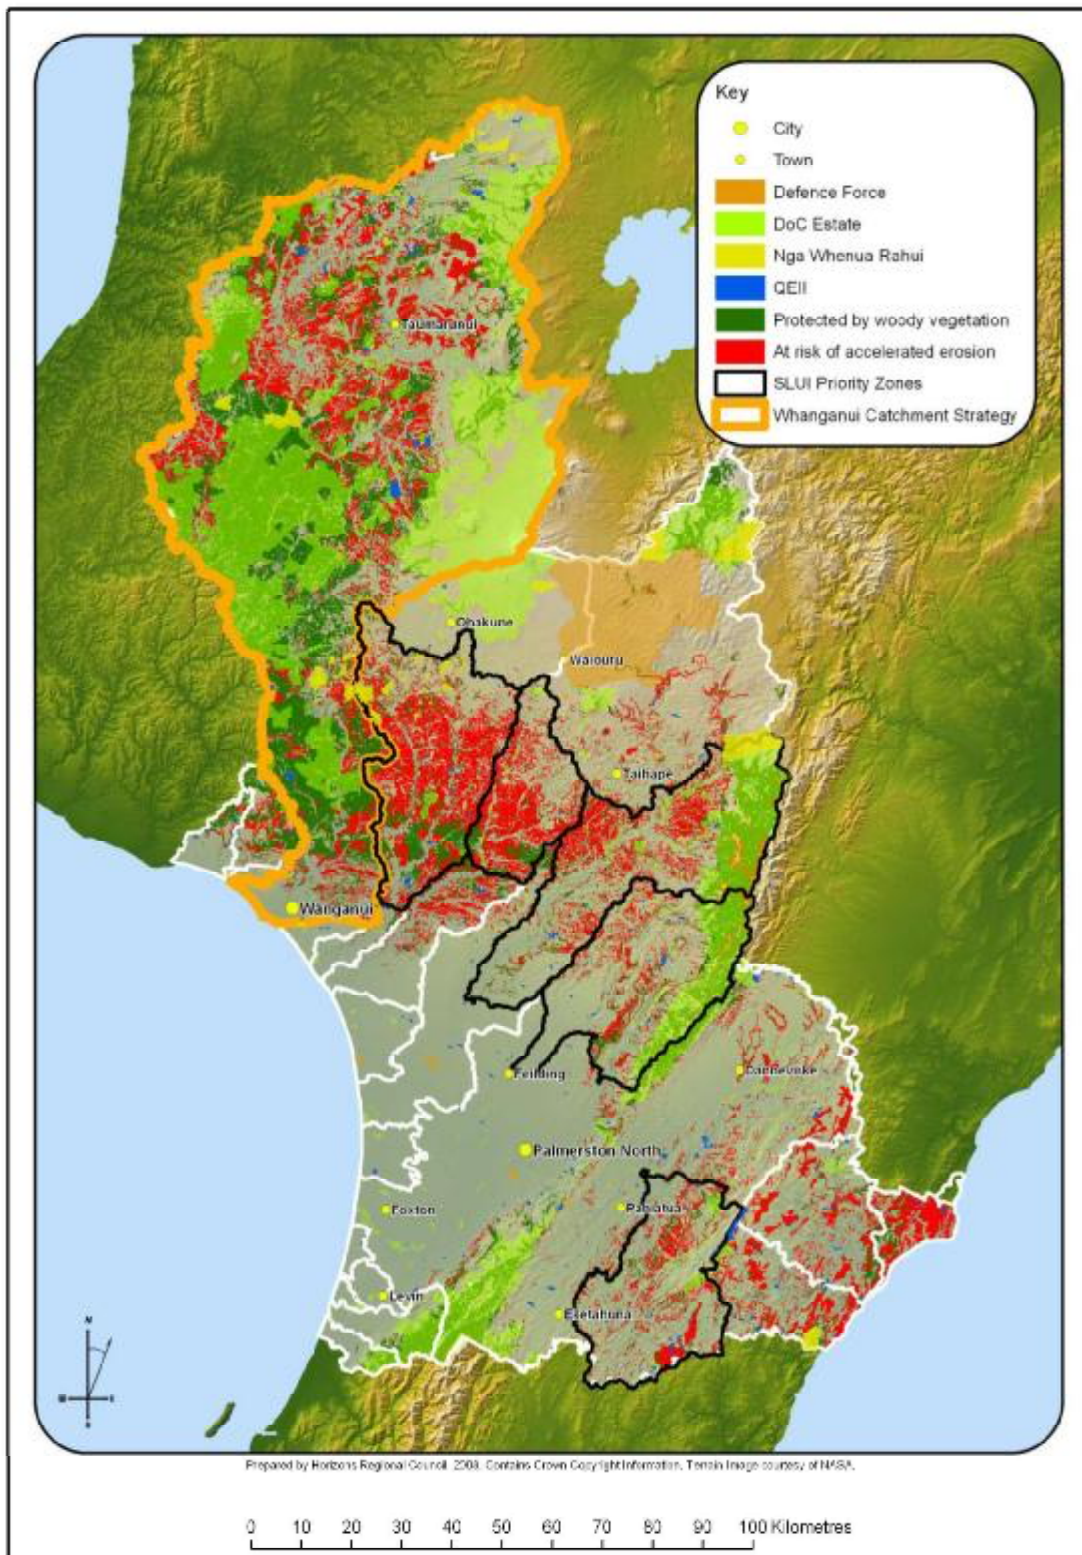 Key
City
Town
Defence Force
DoC Estate
Nga Whenua Rahui
QEII
Protected by woody vegetation
At risk of accelerated erosion
SLUI Priority Zones
Whanganui Catchment Strategy
Taumarunui
Ohakune
Waiouru
Taihape
Wanganui
Feilding
Dannevirke
Palmerston North
Foxton
Pahiatua
Levin
Eketahuna
N
Prepared by Horizons Regional Council, 2008. Contains Crown Copyright Information. Terrain Image courtesy of NASA.
0 10 20 30 40 50 60 70 80 90 100 Kilometres